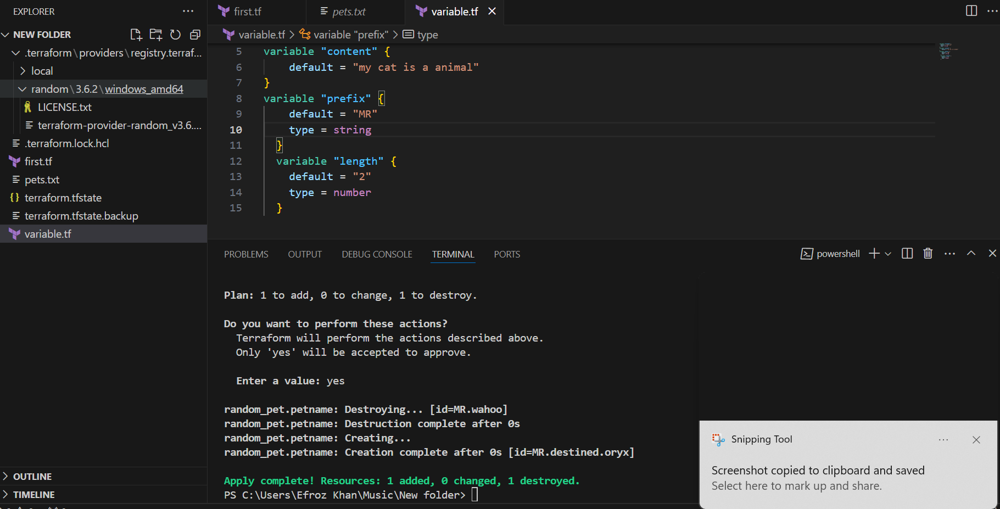 EXPLORER
NEW FOLDER
.terraform\providers\registry.terraf...
local
random\3.6.2\windows_amd64
LICENSE.txt
terraform-provider-random_v3.6....
.terraform.lock.hcl
first.tf
pets.txt
terraform.tfstate
terraform.tfstate.backup
variable.tf
OUTLINE
TIMELINE
first.tf
pets.txt
variable.tf
variable.tf > variable "prefix" > type
5 variable "content" {
6 default = "my cat is a animal"
7 }
8 variable "prefix" {
9 default = "MR"
10 type = string
11 }
12 variable "length" {
13 default = "2"
14 type = number
15 }
PROBLEMS OUTPUT DEBUG CONSOLE TERMINAL PORTS
powershell
Plan: 1 to add, 0 to change, 1 to destroy.
Do you want to perform these actions?
Terraform will perform the actions described above.
Only 'yes' will be accepted to approve.
Enter a value: yes
random_pet.petname: Destroying... [id=MR.wahoo]
random_pet.petname: Destruction complete after 0s
random_pet.petname: Creating...
random_pet.petname: Creation complete after 0s [id=MR.destined.oryx]
Apply complete! Resources: 1 added, 0 changed, 1 destroyed.
PS C:\Users\Efroz Khan\Music\New folder>
Snipping Tool
Screenshot copied to clipboard and saved
Select here to mark up and share.